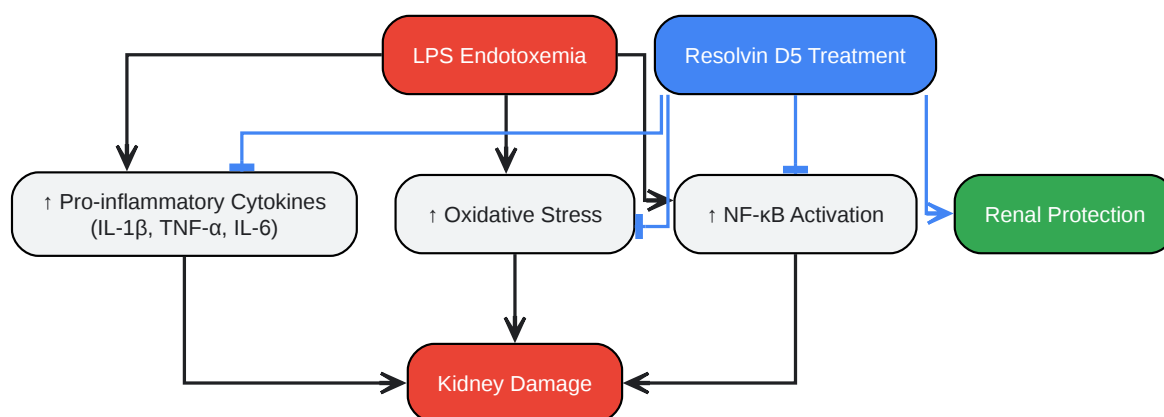 LPS Endotoxemia
Resolvin D5 Treatment
↑ Pro-inflammatory Cytokines
(IL-1β, TNF-α, IL-6)
↑ Oxidative Stress
↑ NF-κB Activation
Renal Protection
Kidney Damage